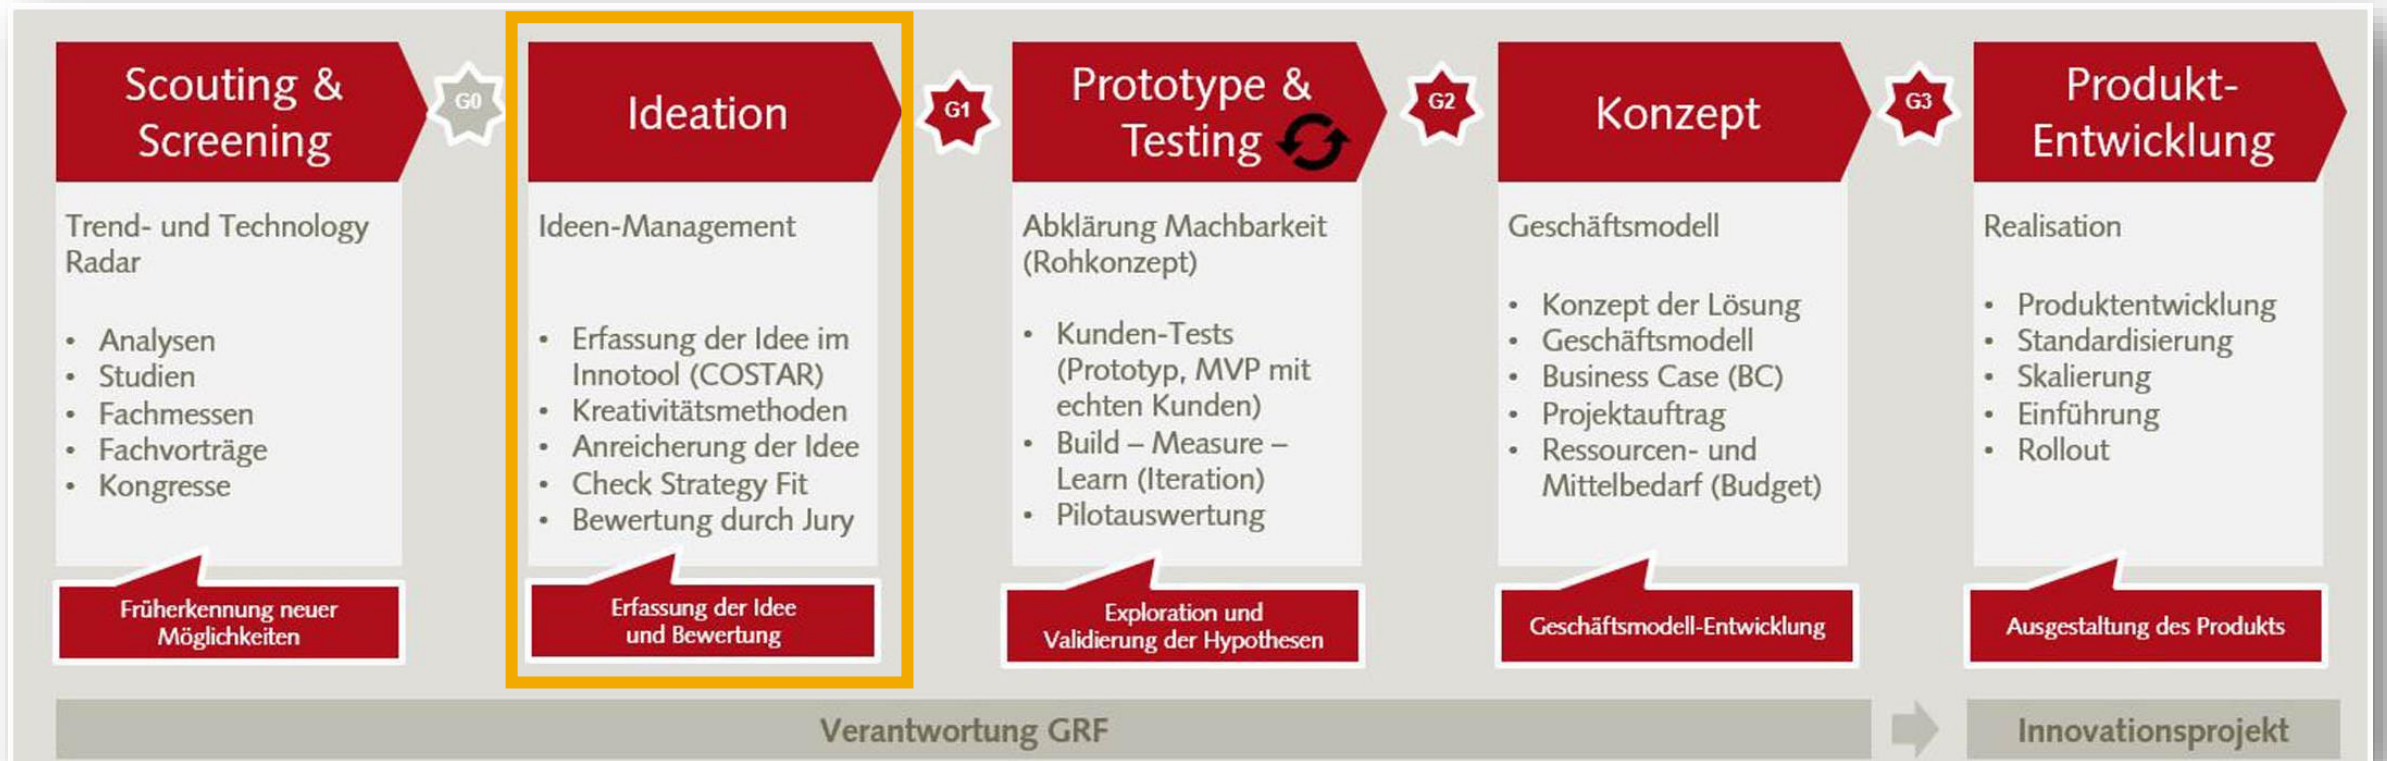 Scouting &
Screening
G0
Ideation
G1
Prototype &
Testing
G2
Konzept
G3
Produkt-
Entwicklung
Trend- und Technology
Radar
• Analysen
• Studien
• Fachmessen
• Fachvorträge
• Kongresse
Früherkennung neuer
Möglichkeiten
Ideen-Management
• Erfassung der Idee im
Innotool (COSTAR)
• Kreativitätsmethoden
• Anreicherung der Idee
• Check Strategy Fit
• Bewertung durch Jury
Erfassung der Idee
und Bewertung
Abklärung Machbarkeit
(Rohkonzept)
• Kunden-Tests
(Prototyp, MVP mit
echten Kunden)
• Build – Measure –
Learn (Iteration)
• Pilotauswertung
Exploration und
Validierung der Hypothesen
Geschäftsmodell
• Konzept der Lösung
• Geschäftsmodell
• Business Case (BC)
• Projektauftrag
• Ressourcen- und
Mittelbedarf (Budget)
Geschäftsmodell-Entwicklung
Realisation
• Produktentwicklung
• Standardisierung
• Skalierung
• Einführung
• Rollout
Ausgestaltung des Produkts
Verantwortung GRF
Innovationsprojekt